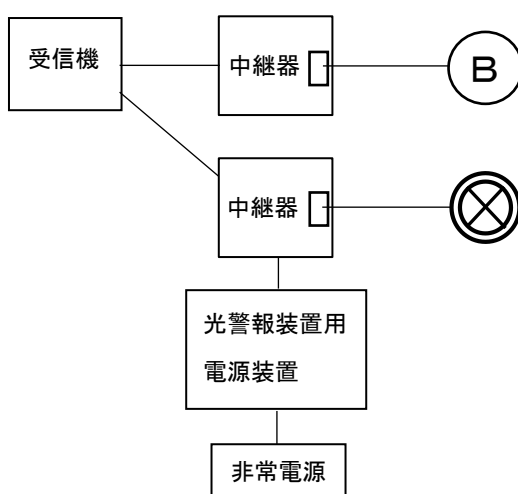 受信機
中継器
B
中継器
光警報装置用
電源装置
非常電源